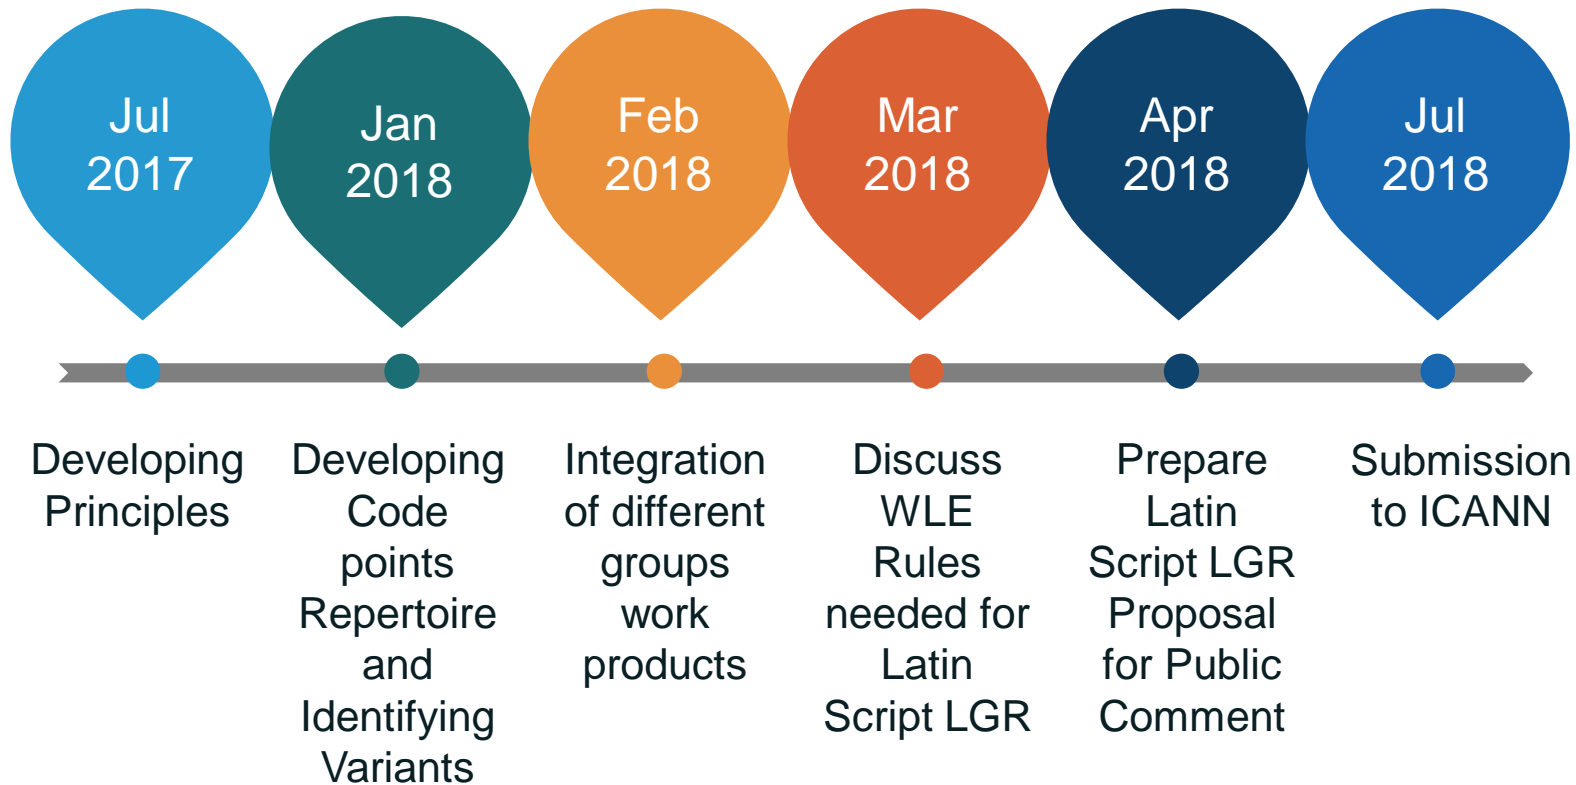 Jul
2017
Jan
2018
Feb
2018
Mar
2018
Apr
2018
Jul
2018
Developing
Principles
Developing
Code
points
Repertoire
and
Identifying
Variants
Integration
of different
groups
work
products
Discuss
WLE
Rules
needed for
Latin
Script LGR
Prepare
Latin
Script LGR
Proposal
for Public
Comment
Submission
to ICANN